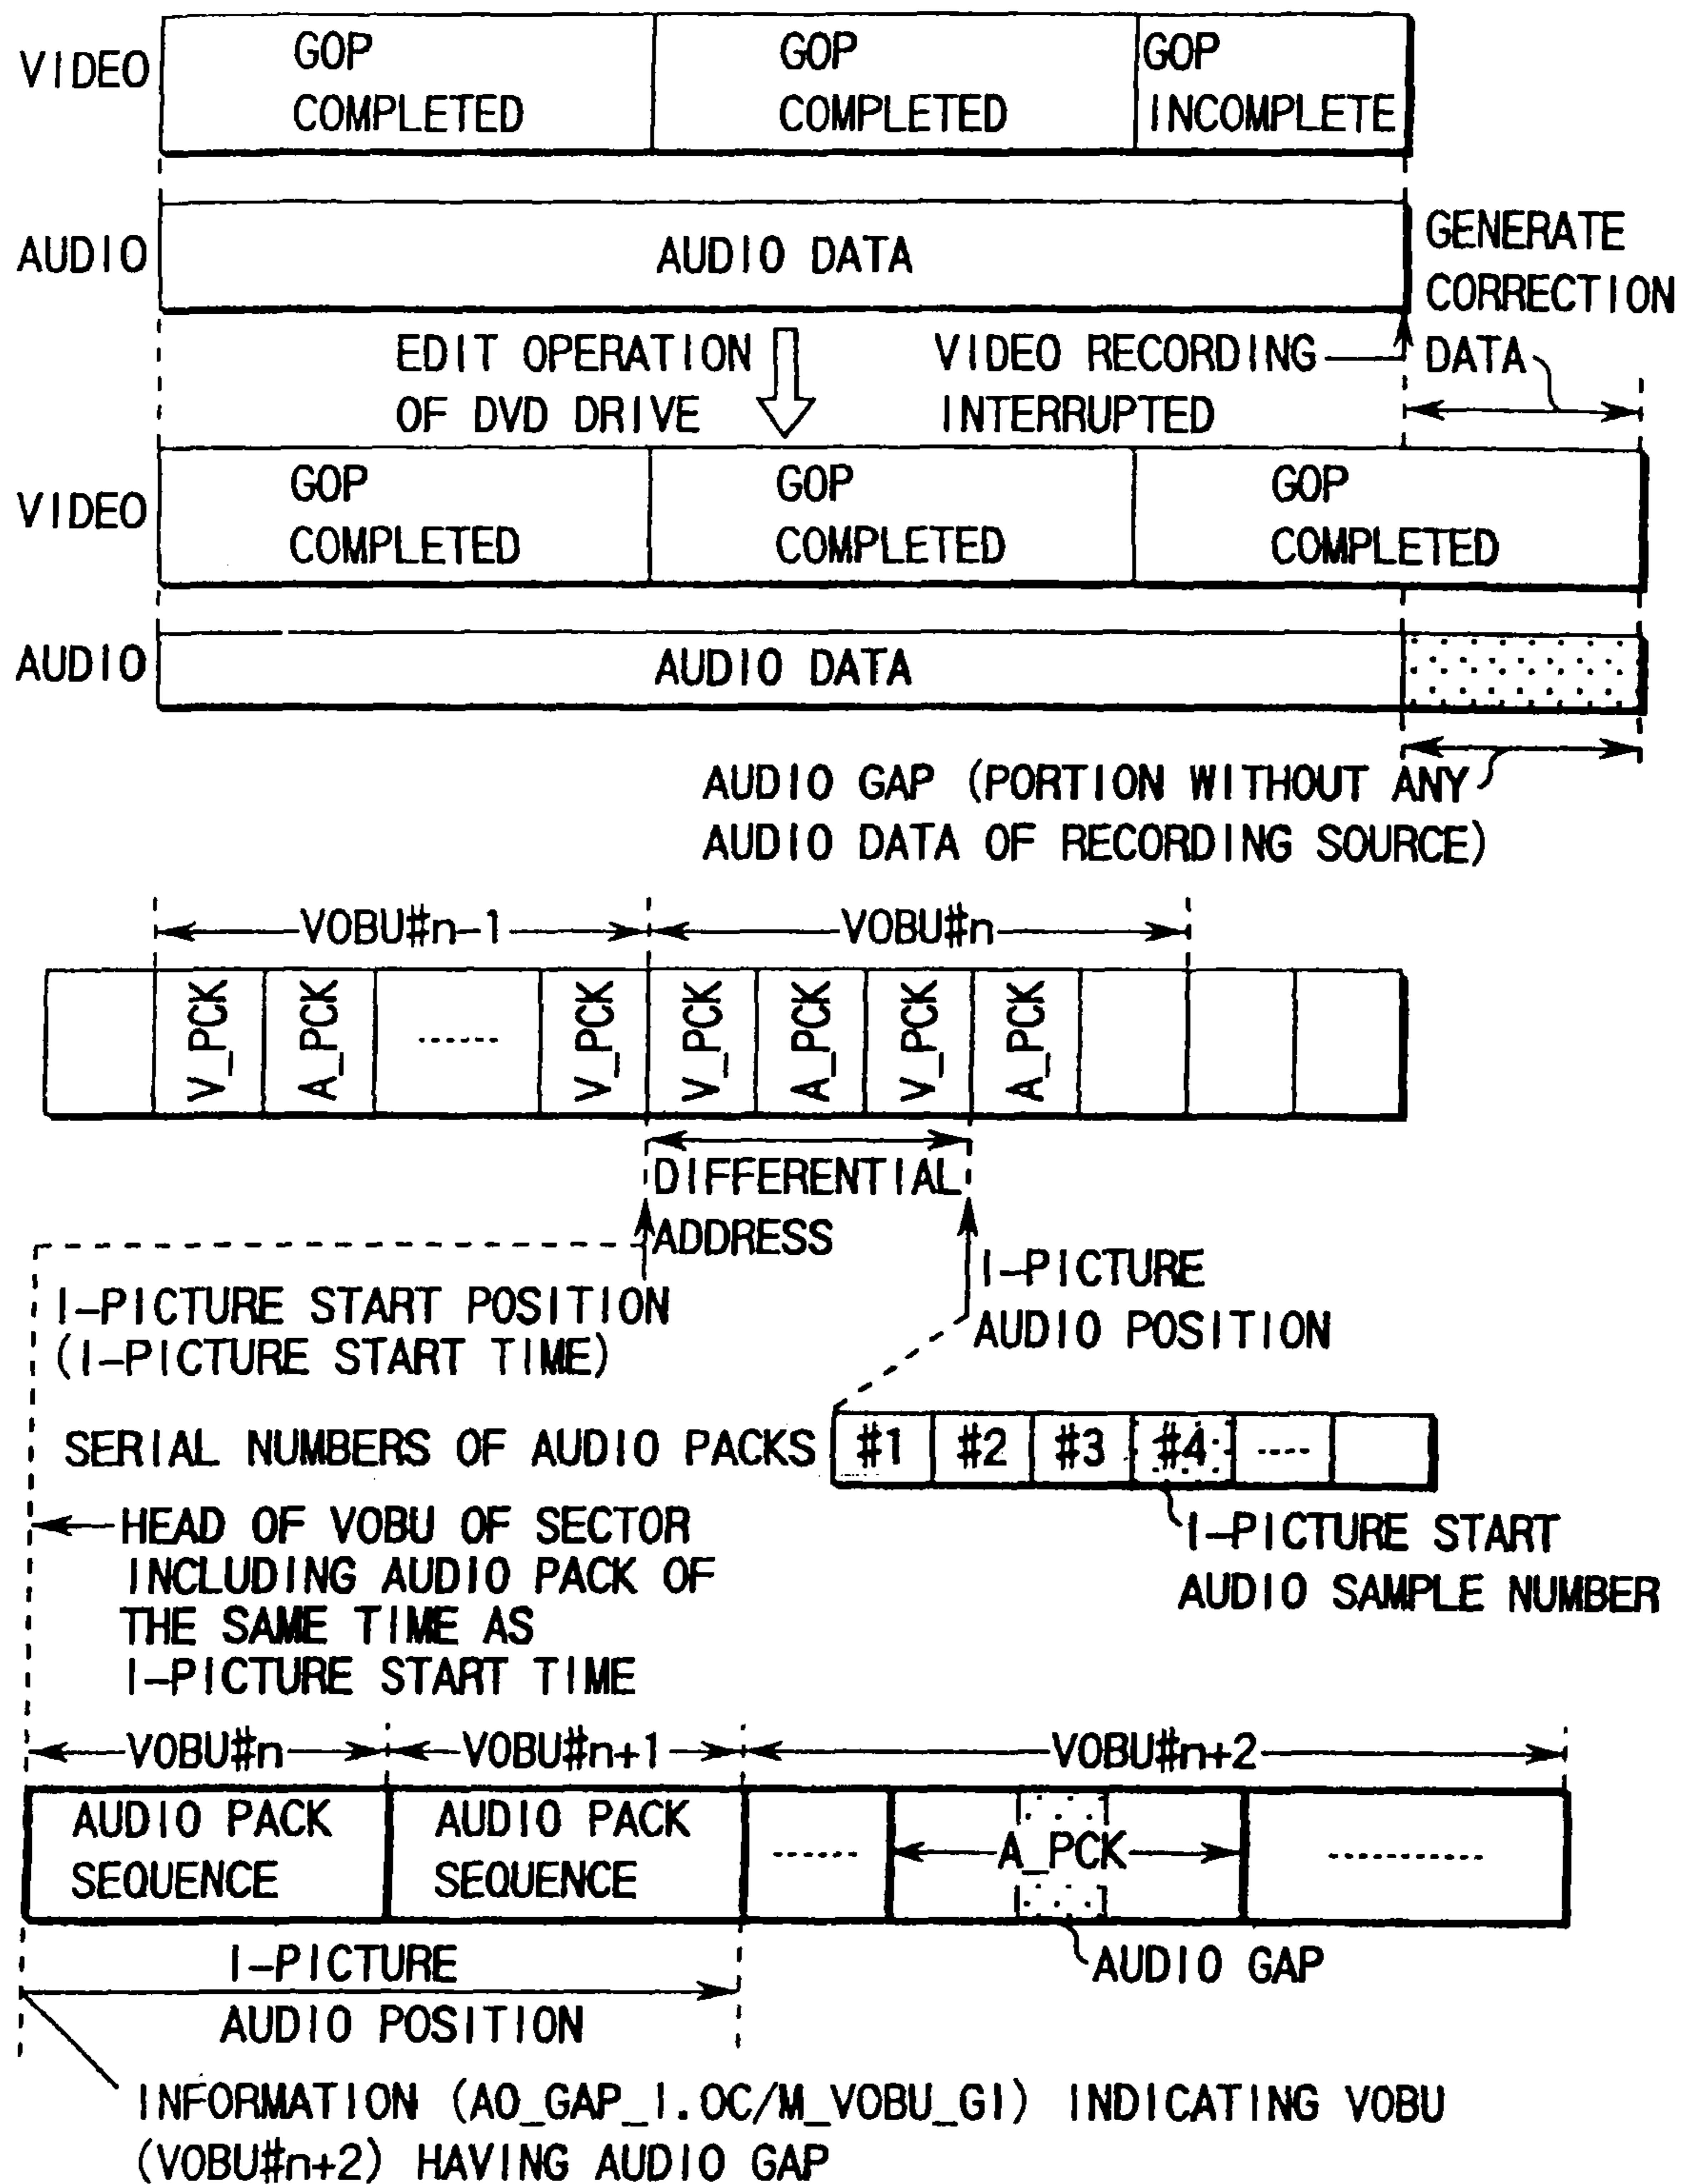 VIDEO
GOP
COMPLETED
GOP
COMPLETED
GOP
INCOMPLETE
AUDIO
AUDIO DATA
GENERATE
CORRECTION
DATA
EDIT OPERATION
OF DVD DRIVE
VIDEO RECORDING
INTERRUPTED
VIDEO
GOP
COMPLETED
GOP
COMPLETED
GOP
COMPLETED
AUDIO
AUDIO DATA
AUDIO GAP (PORTION WITHOUT ANY
AUDIO DATA OF RECORDING SOURCE)
VOBU#n-1
VOBU#n
V_PCK
A_PCK
V_PCK
V_PCK
A_PCK
V_PCK
A_PCK
DIFFERENTIAL
ADDRESS
I-PICTURE START POSITION
(I-PICTURE START TIME)
I-PICTURE
AUDIO POSITION
SERIAL NUMBERS OF AUDIO PACKS
#1
#2
#3
#4
I-PICTURE START
AUDIO SAMPLE NUMBER
HEAD OF VOBU OF SECTOR
INCLUDING AUDIO PACK OF
THE SAME TIME AS
I-PICTURE START TIME
VOBU#n
VOBU#n+1
VOBU#n+2
AUDIO PACK
SEQUENCE
AUDIO PACK
SEQUENCE
A_PCK
AUDIO GAP
I-PICTURE
AUDIO POSITION
INFORMATION (A0_GAP_I.OC/M_VOBU_GI) INDICATING VOBU
(VOBU#n+2) HAVING AUDIO GAP